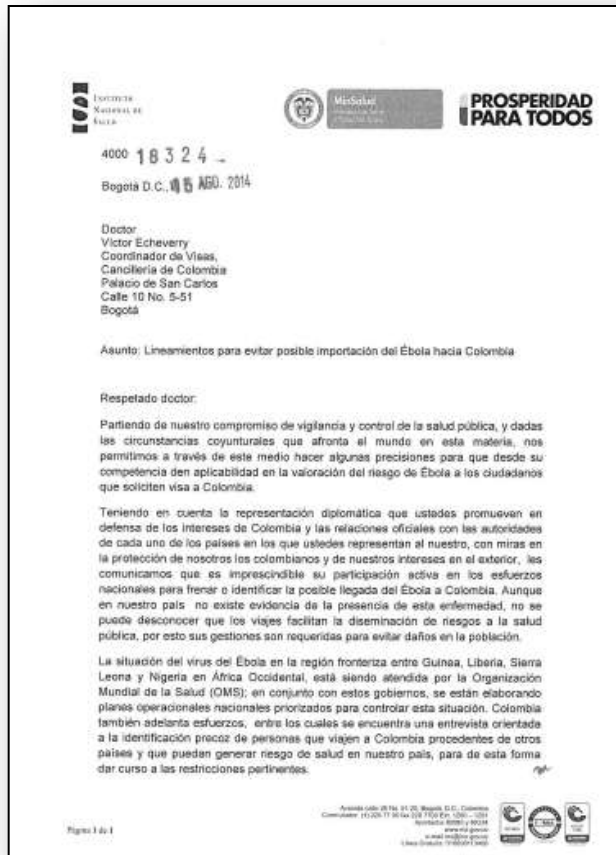 INSTITUTO
NACIONAL DE
SALUD
MinSalud
PROSPERIDAD
PARA TODOS
4000 18324
Bogotá D.C., AGO. 2014
Doctor
Víctor Echeverry
Coordinador de Visas,
Cancillería de Colombia
Palacio de San Carlos
Calle 10 No. 5-51
Bogotá
Asunto: Lineamientos para evitar posible importación del Ébola hacia Colombia
Respetado doctor:
Partiendo de nuestro compromiso de vigilancia y control de la salud pública, y dadas
las circunstancias coyunturales que afronta el mundo en esta materia, nos
permitimos a través de este medio hacer algunas precisiones para que desde su
competencia den aplicabilidad en la valoración del riesgo de Ébola a los ciudadanos
que soliciten visa a Colombia.
Teniendo en cuenta la representación diplomática que ustedes promueven en
defensa de los intereses de Colombia y las relaciones oficiales con las autoridades
de cada uno de los países en los que ustedes representan al nuestro, con miras en
la protección de nosotros los colombianos y de nuestros intereses en el exterior, les
comunicamos que es imprescindible su participación activa en los esfuerzos
nacionales para frenar o identificar la posible llegada del Ébola a Colombia. Aunque
en nuestro país no existe evidencia de la presencia de esta enfermedad, no se
puede desconocer que los viajes facilitan la diseminación de riesgos a la salud
pública, por esto sus gestiones son requeridas para evitar daños en la población.
La situación del virus del Ébola en la región fronteriza entre Guinea, Liberia, Sierra
Leona y Nigeria en África Occidental, está siendo atendida por la Organización
Mundial de la Salud (OMS); en conjunto con estos gobiernos, se están elaborando
planes operacionales nacionales priorizados para controlar esta situación. Colombia
también adelanta esfuerzos, entre los cuales se encuentra una entrevista orientada
a la identificación precoz de personas que viajen a Colombia procedentes de otros
países y que puedan generar riesgo de salud en nuestro país, para de esta forma
dar curso a las restricciones pertinentes.
Avenida calle 26 No. 51-20, Bogotá, D.C., Colombia
Página 1 de